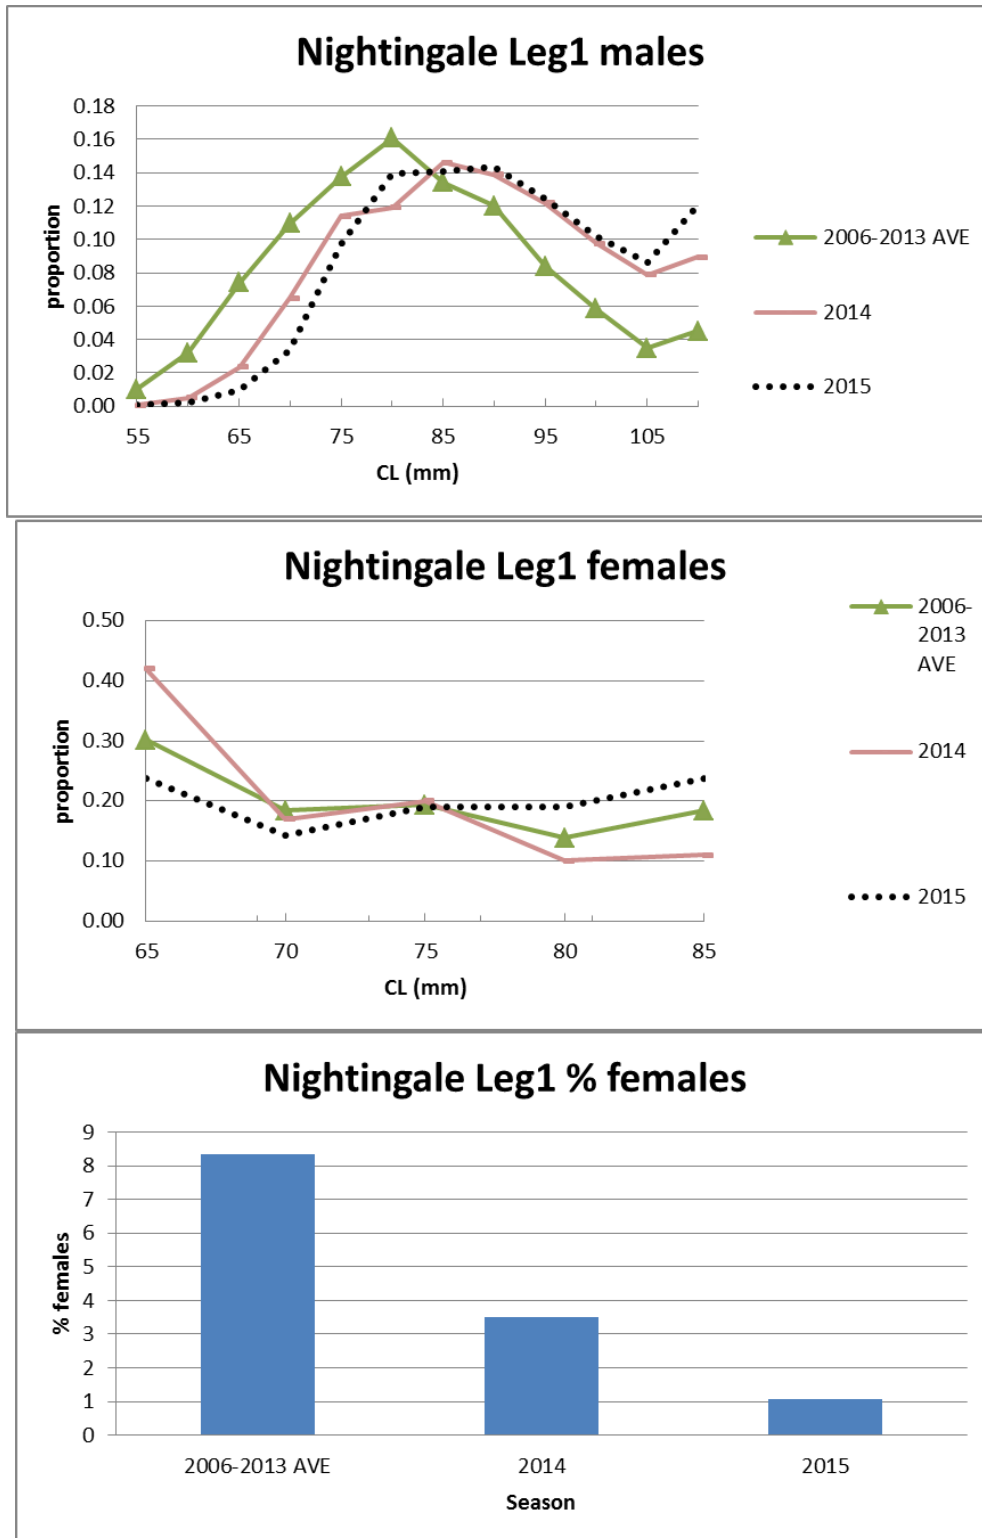 Nightingale Leg1 males
0.18
0.16
0.14
0.12
0.10
0.08
0.06
0.04
0.02
0.00
proportion
55 65 75 85 95 105
CL (mm)
2006-2013 AVE
2014
2015
Nightingale Leg1 females
0.50
0.40
0.30
0.20
0.10
0.00
proportion
65 70 75 80 85
CL (mm)
2006-
2013
AVE
2014
2015
Nightingale Leg1 % females
9
8
7
6
5
4
3
2
1
0
% females
2006-2013 AVE 2014 2015
Season